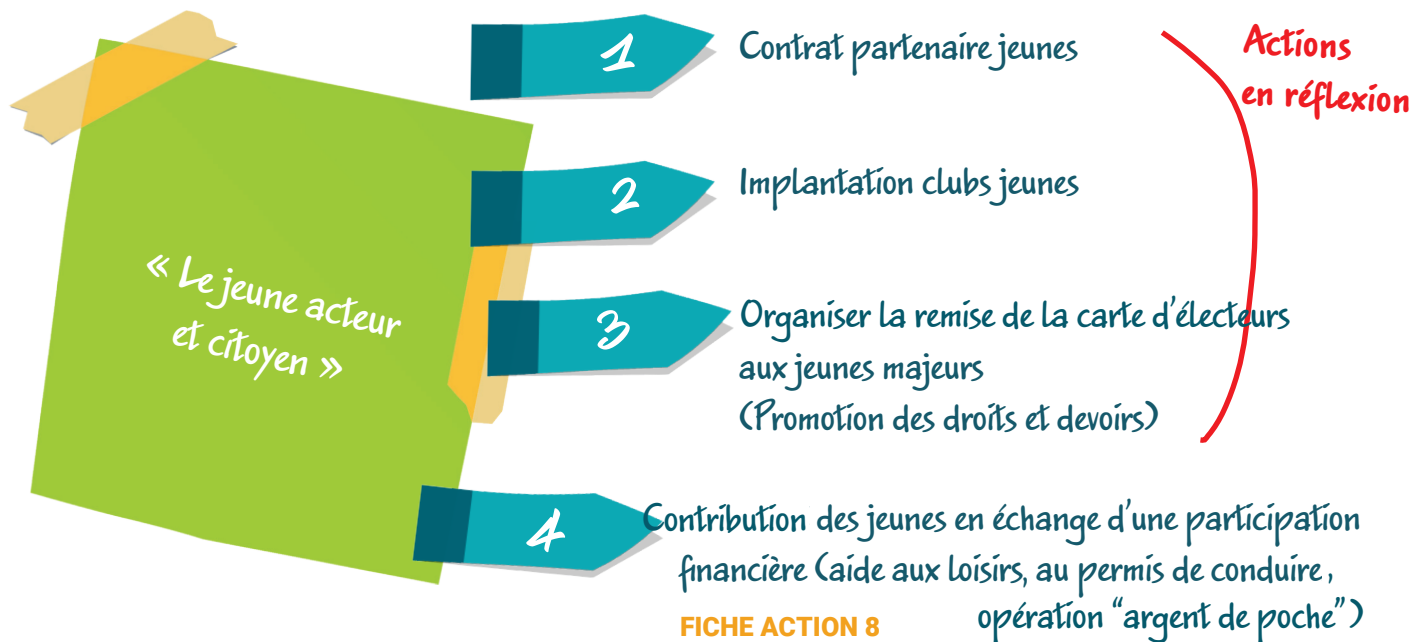 « Le jeune acteur
et citoyen »
1
Contrat partenaire jeunes
Actions
en réflexion
2
Implantation clubs jeunes
3
Organiser la remise de la carte d'électeurs
aux jeunes majeurs
(Promotion des droits et devoirs)
4
Contribution des jeunes en échange d'une participation
financière (aide aux loisirs, au permis de conduire,
opération "argent de poche")
FICHE ACTION 8